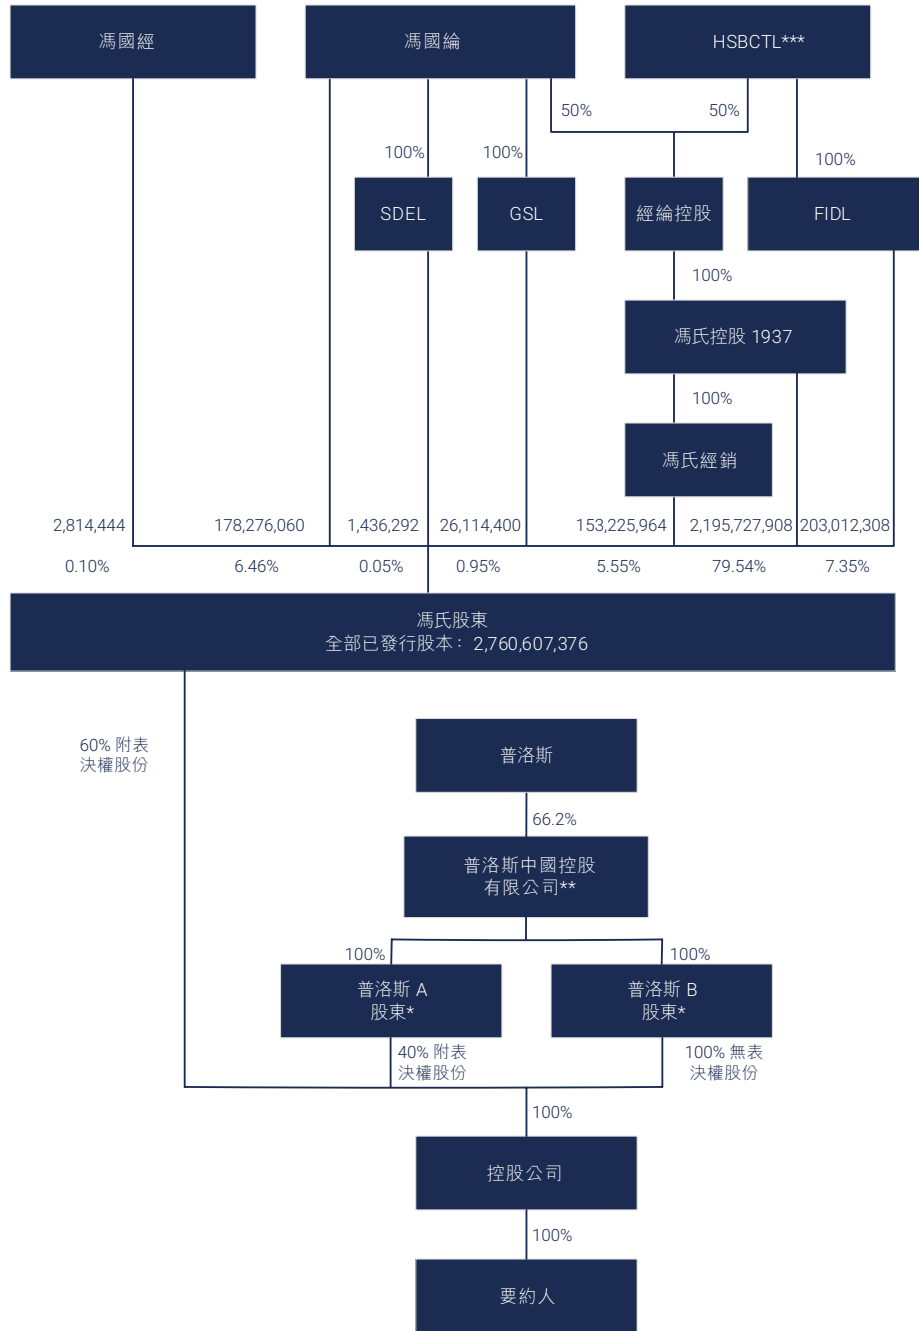 馮國經
馮國綸
HSBCTL***
50%
50%
100%
100%
100%
SDEL
GSL
經綸控股
FIDL
100%
馮氏控股 1937
100%
馮氏經銷
2,814,444
178,276,060
1,436,292
26,114,400
153,225,964
2,195,727,908
203,012,308
0.10%
6.46%
0.05%
0.95%
5.55%
79.54%
7.35%
馮氏股東
全部已發行股本： 2,760,607,376
60% 附表
決權股份
普洛斯
66.2%
普洛斯中國控股
有限公司**
100%
100%
普洛斯 A
股東*
普洛斯 B
股東*
40% 附表
決權股份
100% 無表
決權股份
100%
控股公司
100%
要約人